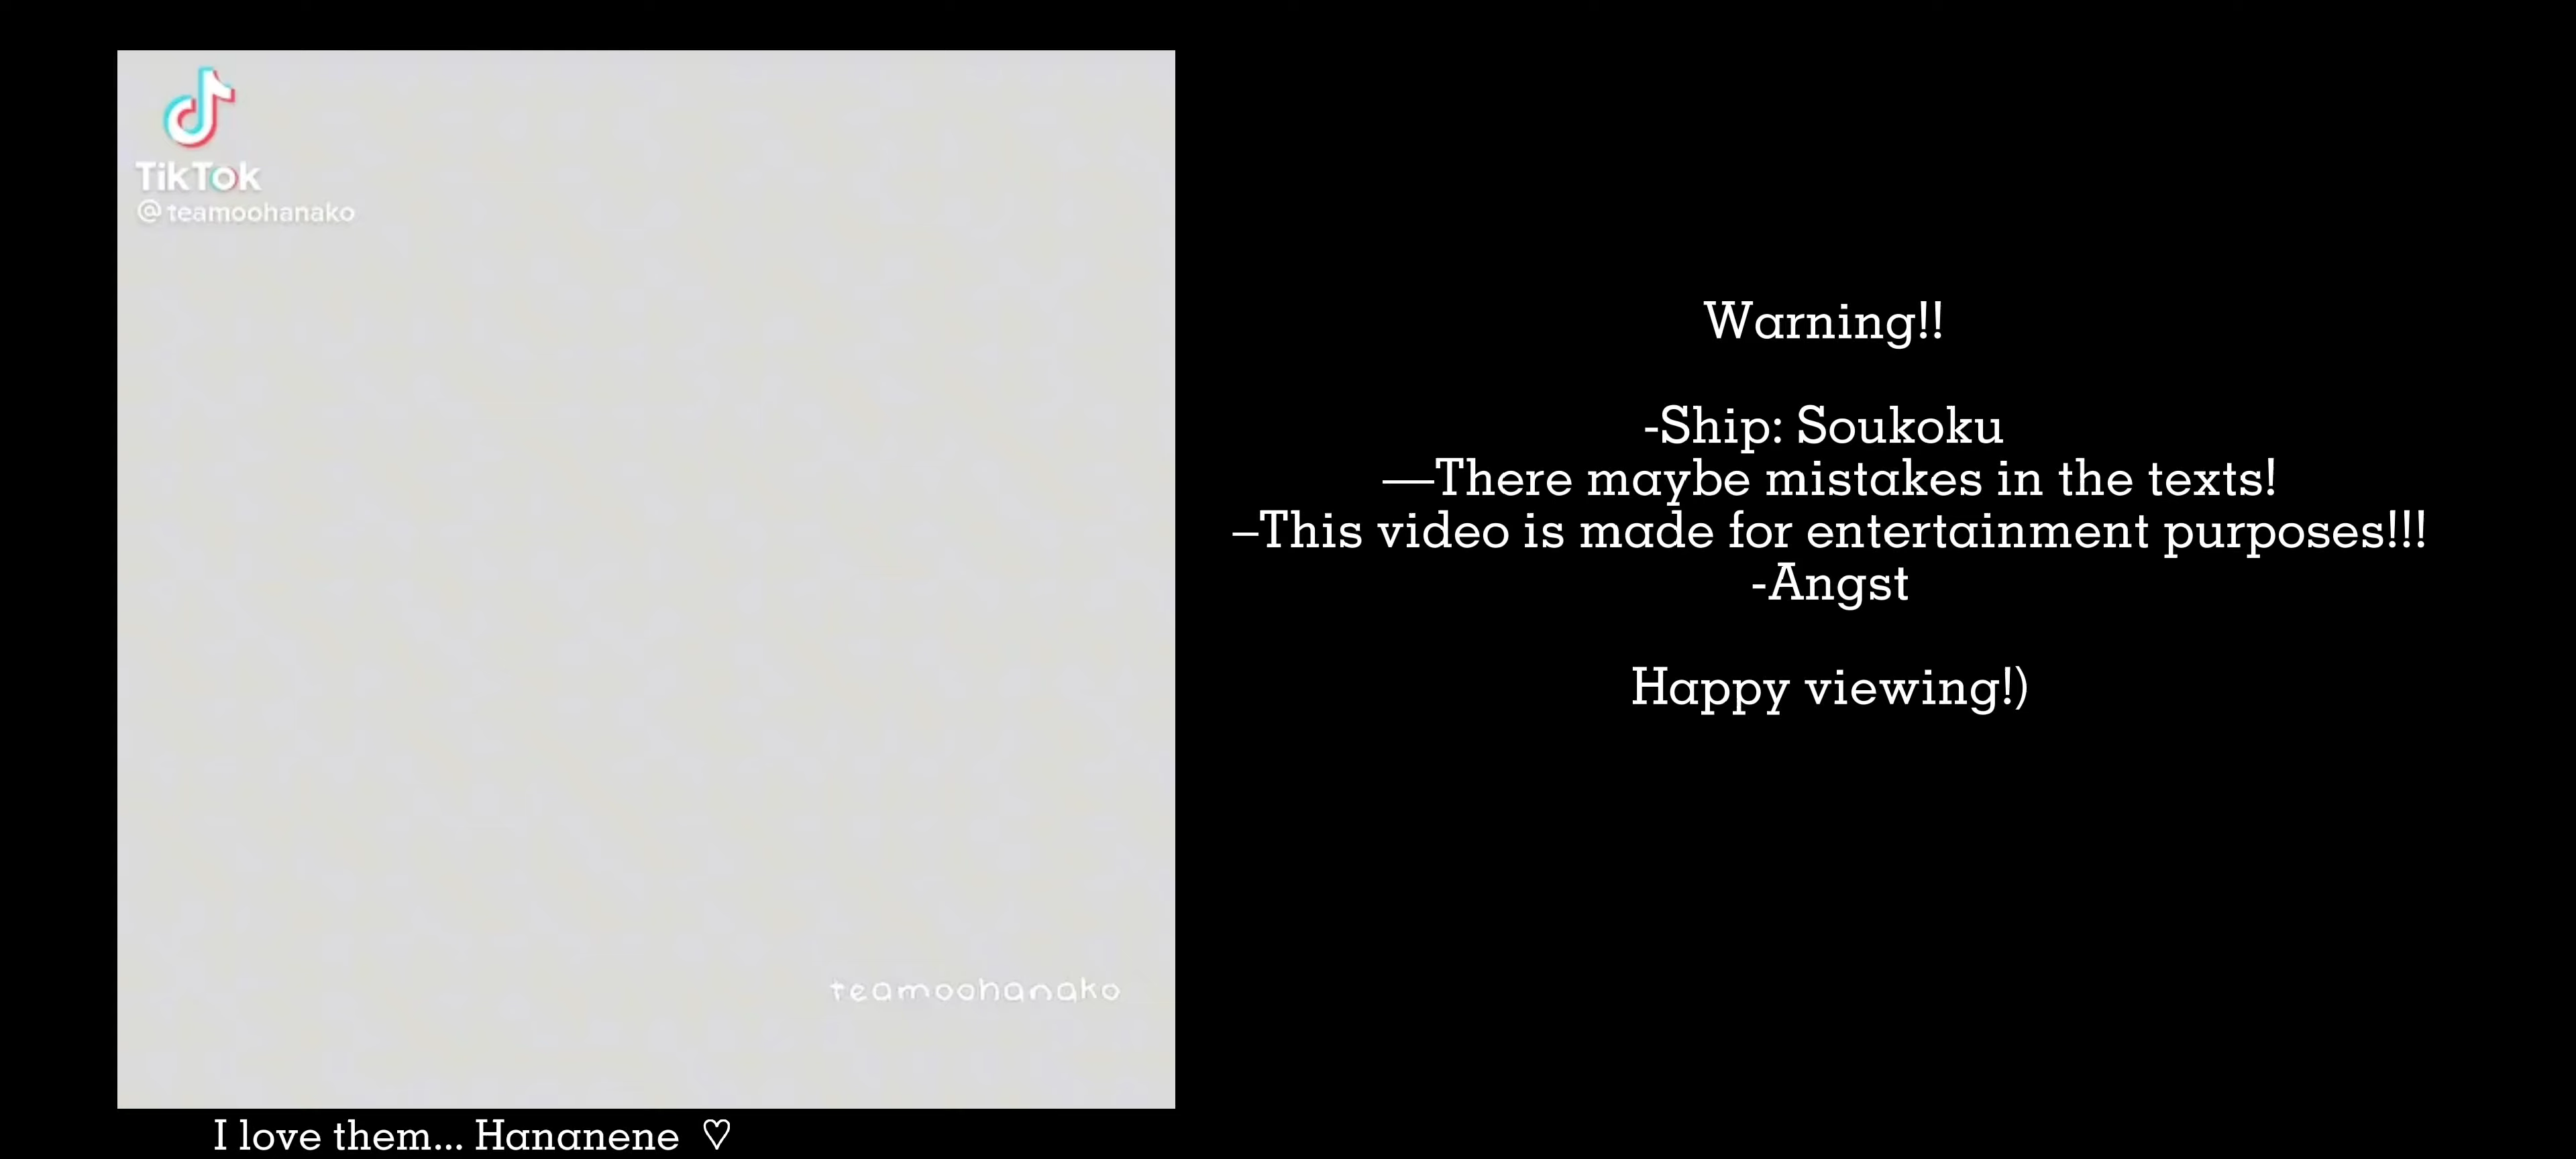 TikTok
@teamoohanako
teamoohanako
I love them... Hananene ♡
Warning!!
-Ship: Soukoku
—There maybe mistakes in the texts!
–This video is made for entertainment purposes!!!
-Angst
Happy viewing!)